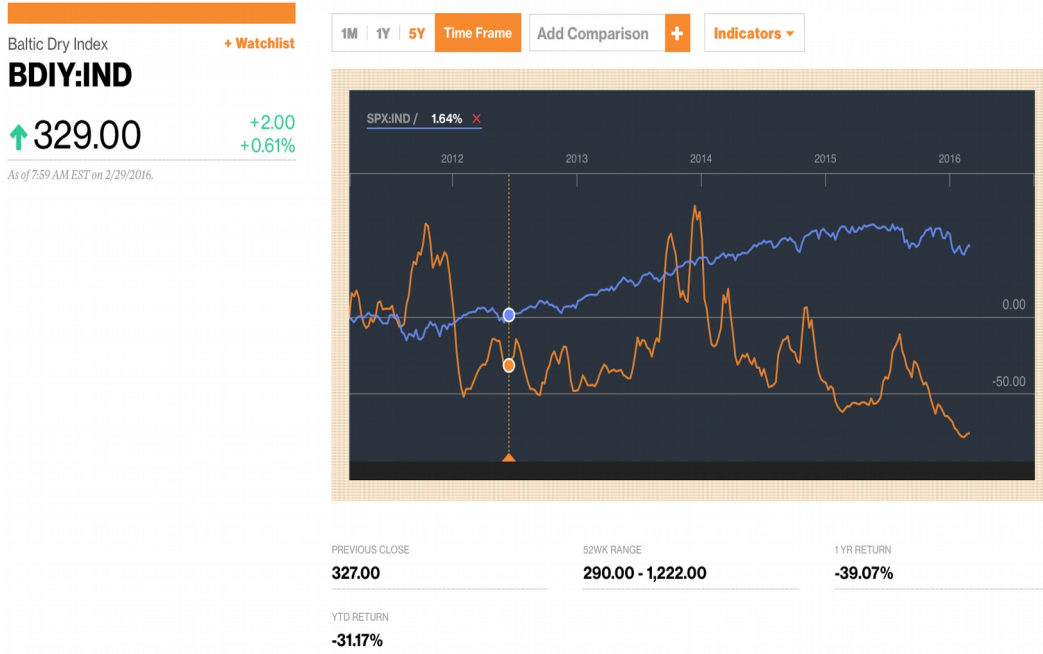 Baltic Dry Index + Watchlist
BDIY:IND
329.00
+2.00
+0.61%
As of 7:59 AM EST on 2/29/2016.
1M 1Y 5Y Time Frame Add Comparison + Indicators
SPX:IND / 1.64% X
2012 2013 2014 2015 2016
0.00
-50.00
PREVIOUS CLOSE 52WK RANGE 1 YR RETURN
327.00 290.00 - 1,222.00 -39.07%
YTD RETURN
-31.17%